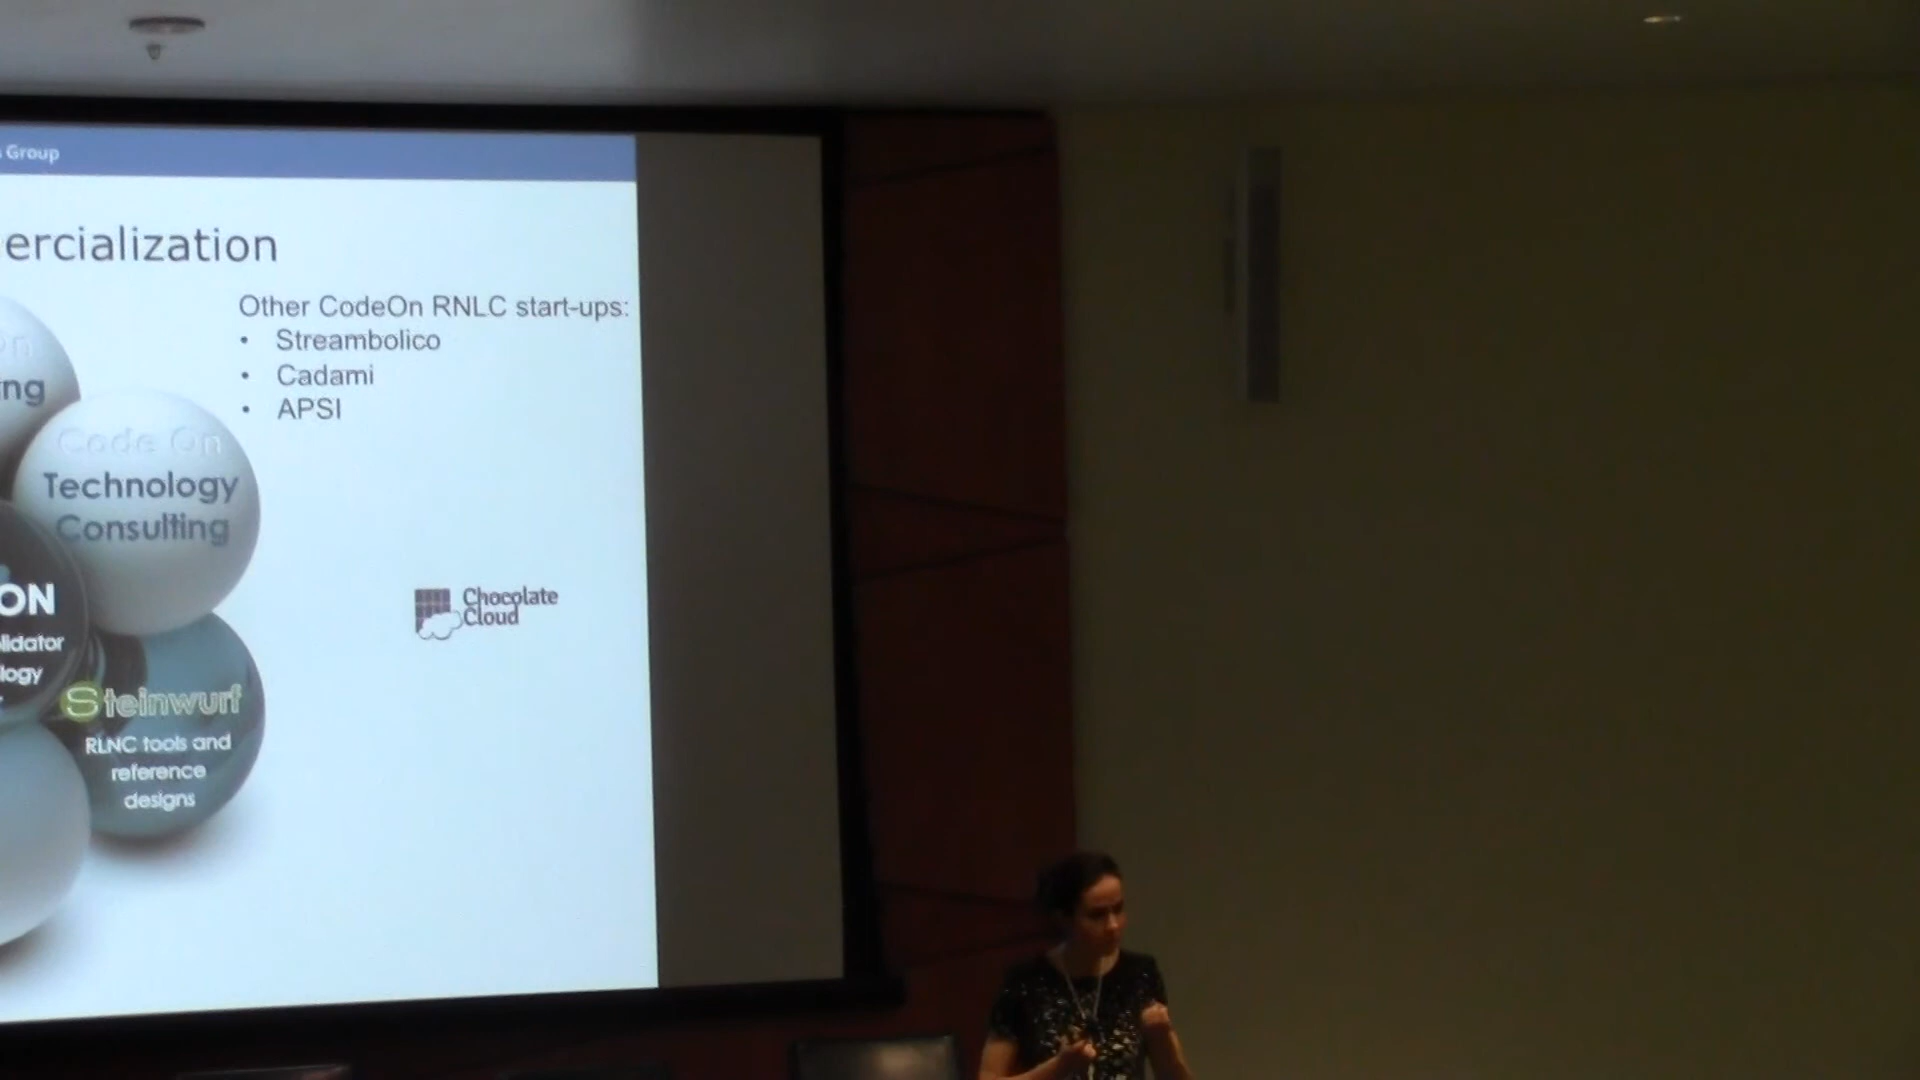 Group
ercialization
Other CodeOn RNLC start-ups:
• Streambolico
• Cadami
• APSI
On
ng
Code On
Technology
Consulting
ON
lidator
logy
Steinwurf
RLNC tools and
reference
designs
Chocolate
Cloud